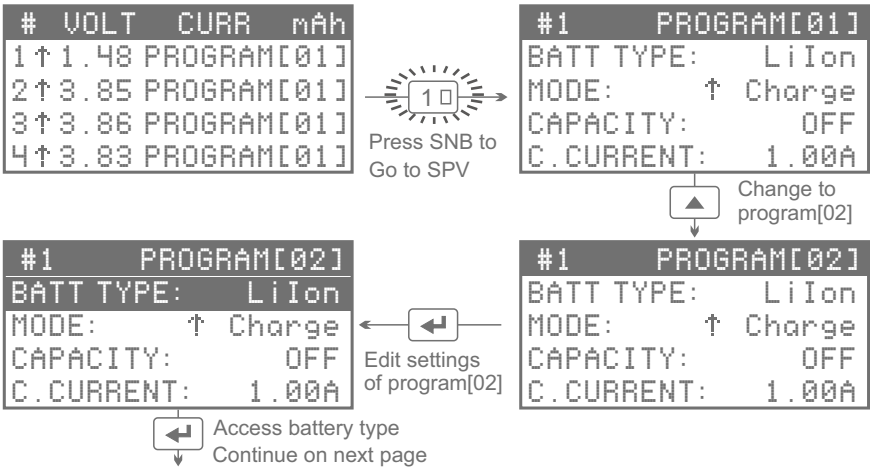 # VOLT CURR mAh
1↑1.48 PROGRAM[01]
2↑3.85 PROGRAM[01]
3↑3.86 PROGRAM[01]
4↑3.83 PROGRAM[01]
1
Press SNB to
Go to SPV
#1 PROGRAM[01]
BATT TYPE: LiIon
MODE: ↑ Charge
CAPACITY: OFF
C.CURRENT: 1.00A
Change to
program[02]
#1 PROGRAM[02]
BATT TYPE: LiIon
MODE: ↑ Charge
CAPACITY: OFF
C.CURRENT: 1.00A
Edit settings
of program[02]
#1 PROGRAM[02]
BATT TYPE: LiIon
MODE: ↑ Charge
CAPACITY: OFF
C.CURRENT: 1.00A
Access battery type
Continue on next page